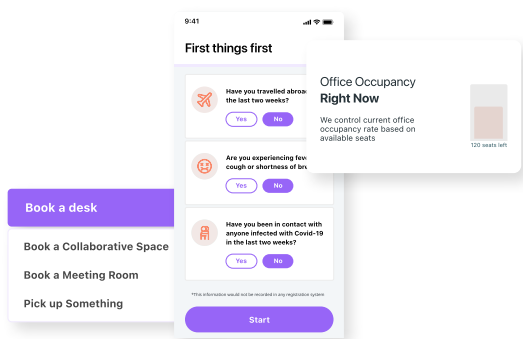 9:41
First things first
Have you travelled
the last two weeks?
Yes
No
Are you experiencing
cough or shortness of
Yes
No
Have you been in contact with
anyone infected with Covid-19
in the last two weeks?
Yes
No
*This information would not be recorded in any registration system
Start
Office Occupancy
Right Now
We control current office
occupancy rate based on
available seats
120 seats left
Book a desk
Book a Collaborative Space
Book a Meeting Room
Pick up Something